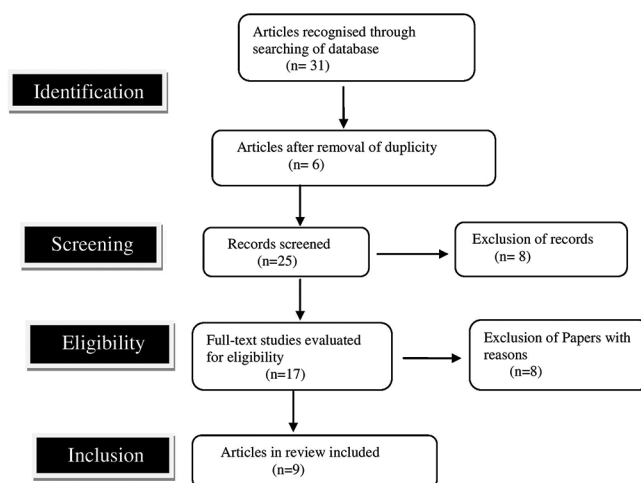 Articles recognised through
searching of database
(n= 31)
Identification
Articles after removal of duplicity
(n= 6)
Screening
Records screened
(n=25)
Exclusion of records
(n= 8)
Eligibility
Full-text studies evaluated
for eligibility
(n=17)
Exclusion of Papers with
reasons
(n=8)
Inclusion
Articles in review included
(n=9)